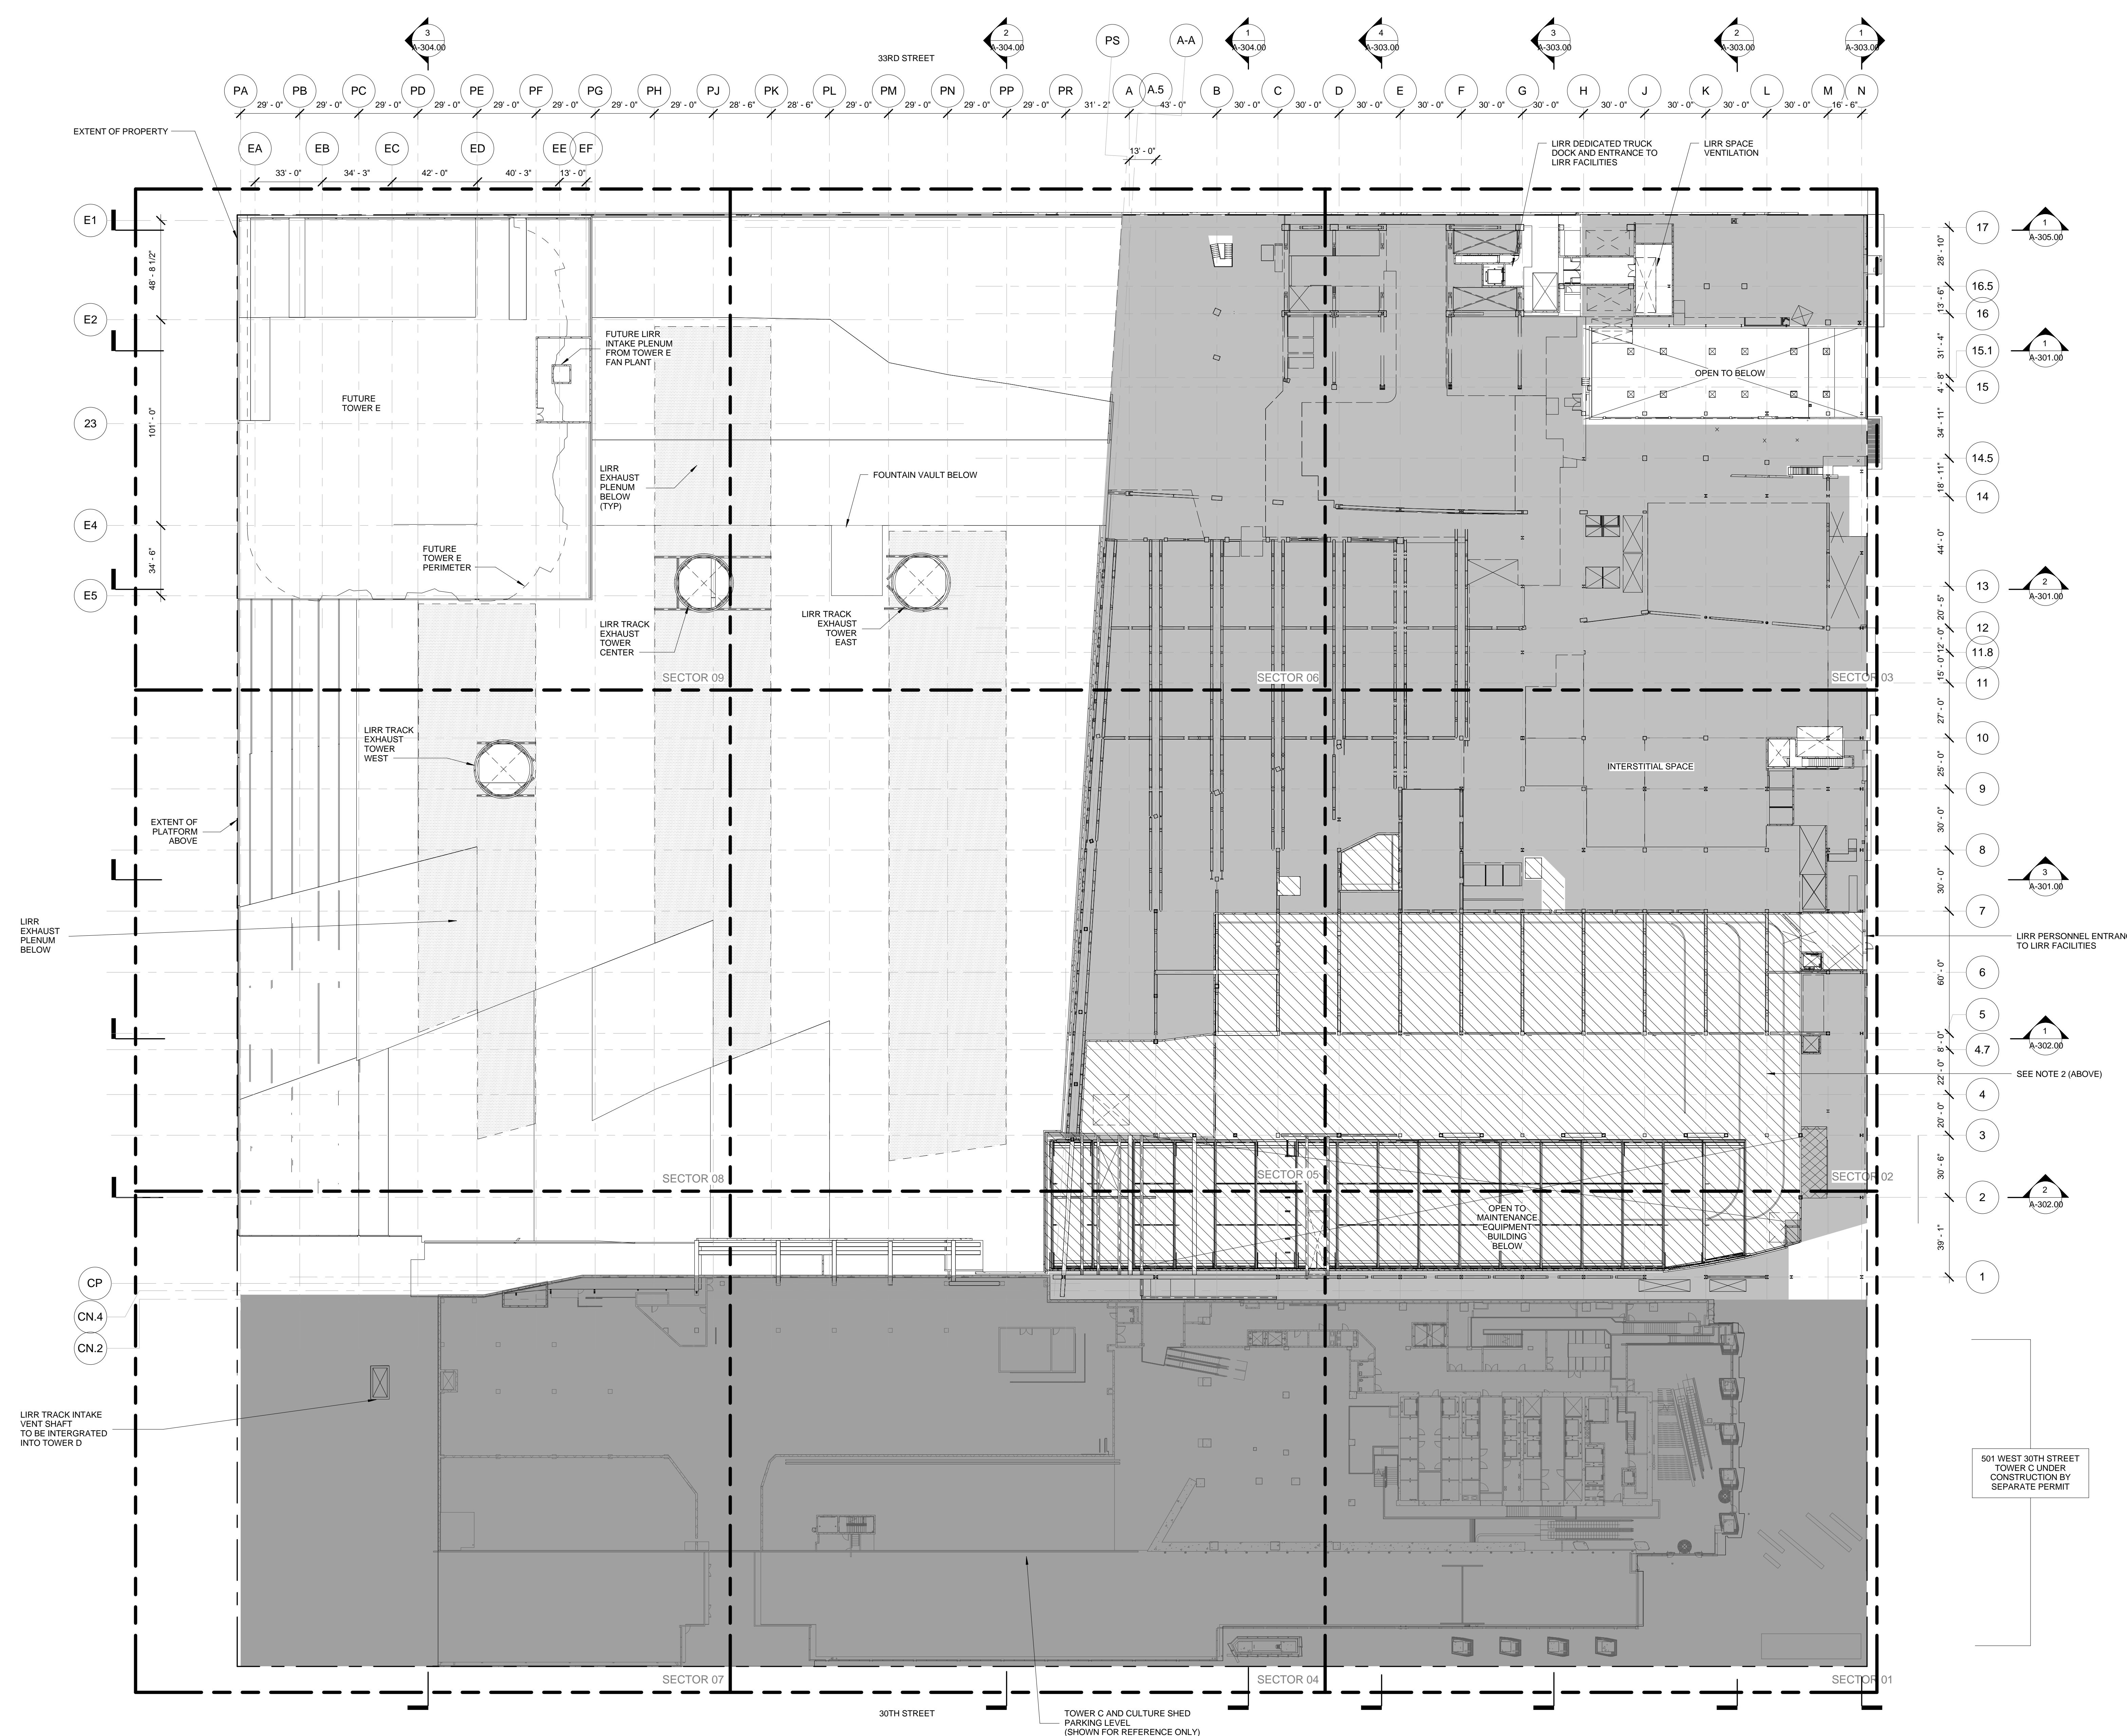 3
A-304.00
2
A-304.00
1
A-304.00
4
A-303.00
3
A-303.00
2
A-303.00
1
A-303.00
33RD STREET
PS
A-A
PA
PB
PC
PD
PE
PF
PG
PH
PJ
PK
PL
PM
PN
PP
PR
A
A.5
B
C
D
E
F
G
H
J
K
L
M
N
29' - 0"
29' - 0"
29' - 0"
29' - 0"
29' - 0"
29' - 0"
29' - 0"
29' - 0"
28' - 6"
28' - 6"
29' - 0"
29' - 0"
29' - 0"
29' - 0"
31' - 2"
43' - 0"
30' - 0"
30' - 0"
30' - 0"
30' - 0"
30' - 0"
30' - 0"
30' - 0"
30' - 0"
30' - 0"
30' - 0"
16' - 6"
13' - 0"
EXTENT OF PROPERTY
EA
EB
EC
ED
EE
EF
33' - 0"
34' - 3"
42' - 0"
40' - 3"
13' - 0"
LIRR DEDICATED TRUCK
DOCK AND ENTRANCE TO
LIRR FACILITIES
LIRR SPACE
VENTILATION
E1
E2
23
E4
E5
48' - 8 1/2"
101' - 0"
34' - 6"
17
16.5
16
15.1
15
14.5
14
13
12
11.8
11
10
9
8
7
6
5
4.7
4
3
2
1
28' - 10"
13' - 6"
31' - 4"
4' - 8"
34' - 11"
18' - 11"
44' - 0"
20' - 5"
12' - 0"
15' - 0"
27' - 0"
25' - 0"
30' - 0"
30' - 0"
60' - 0"
8' - 0"
22' - 0"
20' - 0"
30' - 6"
39' - 1"
1
A-305.00
1
A-301.00
2
A-301.00
3
A-301.00
1
A-302.00
2
A-302.00
FUTURE LIRR
INTAKE PLENUM
FROM TOWER E
FAN PLANT
FUTURE
TOWER E
OPEN TO BELOW
LIRR
EXHAUST
PLENUM
BELOW
(TYP)
FOUNTAIN VAULT BELOW
FUTURE
TOWER E
PERIMETER
LIRR TRACK
EXHAUST
TOWER
CENTER
LIRR TRACK
EXHAUST
TOWER
EAST
SECTOR 09
SECTOR 06
SECTOR 03
LIRR TRACK
EXHAUST
TOWER
WEST
INTERSTITIAL SPACE
EXTENT OF
PLATFORM
ABOVE
LIRR
EXHAUST
PLENUM
BELOW
LIRR PERSONNEL ENTRAN
TO LIRR FACILITIES
SEE NOTE 2 (ABOVE)
SECTOR 08
SECTOR 05
SECTOR 02
OPEN TO
MAINTENANCE
EQUIPMENT
BUILDING
BELOW
CP
CN.4
CN.2
LIRR TRACK INTAKE
VENT SHAFT
TO BE INTERGRATED
INTO TOWER D
501 WEST 30TH STREET
TOWER C UNDER
CONSTRUCTION BY
SEPARATE PERMIT
SECTOR 07
SECTOR 04
SECTOR 01
30TH STREET
TOWER C AND CULTURE SHED
PARKING LEVEL
(SHOWN FOR REFERENCE ONLY)